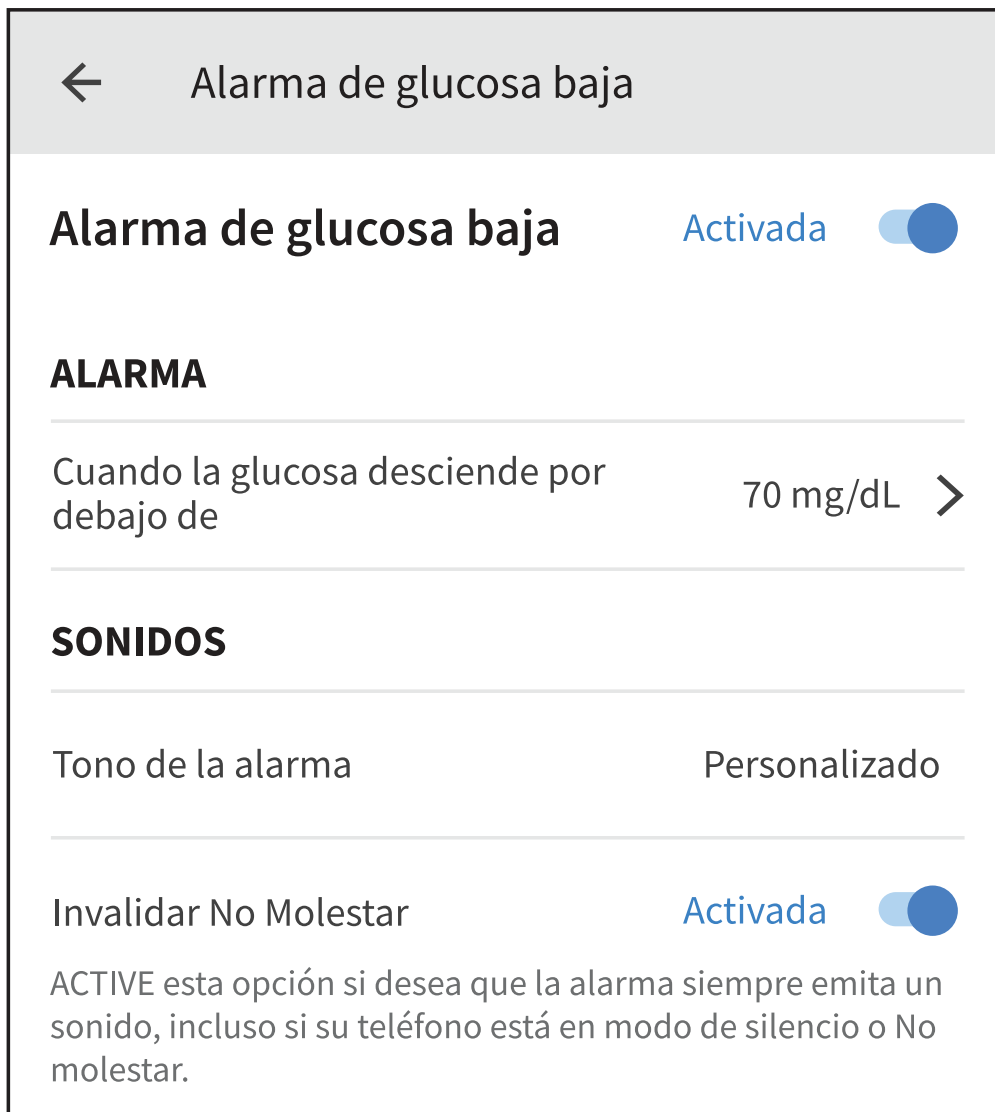 Alarma de glucosa baja
Alarma de glucosa baja Activada
ALARMA
Cuando la glucosa desciende por
debajo de
70 mg/dL
SONIDOS
Tono de la alarma Personalizado
Invalidar No Molestar Activada
ACTIVE esta opción si desea que la alarma siempre emita un
sonido, incluso si su teléfono está en modo de silencio o No
molestar.